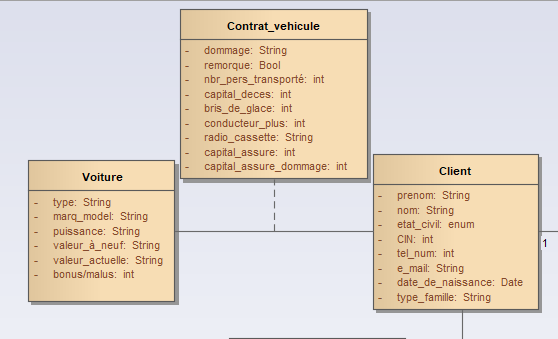 Contrat_vehicule
- dommage: String
- remorque: Bool
- nbr_pers_transporté: int
- capital_deces: int
- bris_de_glace: int
- conducteur_plus: int
- radio_cassette: String
- capital_assure: int
- capital_assure_dommage: int
Voiture
- type: String
- marq_model: String
- puissance: String
- valeur_à_neuf: String
- valeur_actuelle: String
- bonus/malus: int
Client
- prenom: String
- nom: String
- etat_civil: enum
- CIN: int
- tel_num: int
- e_mail: String
- date_de_naissance: Date
- type_famille: String
1